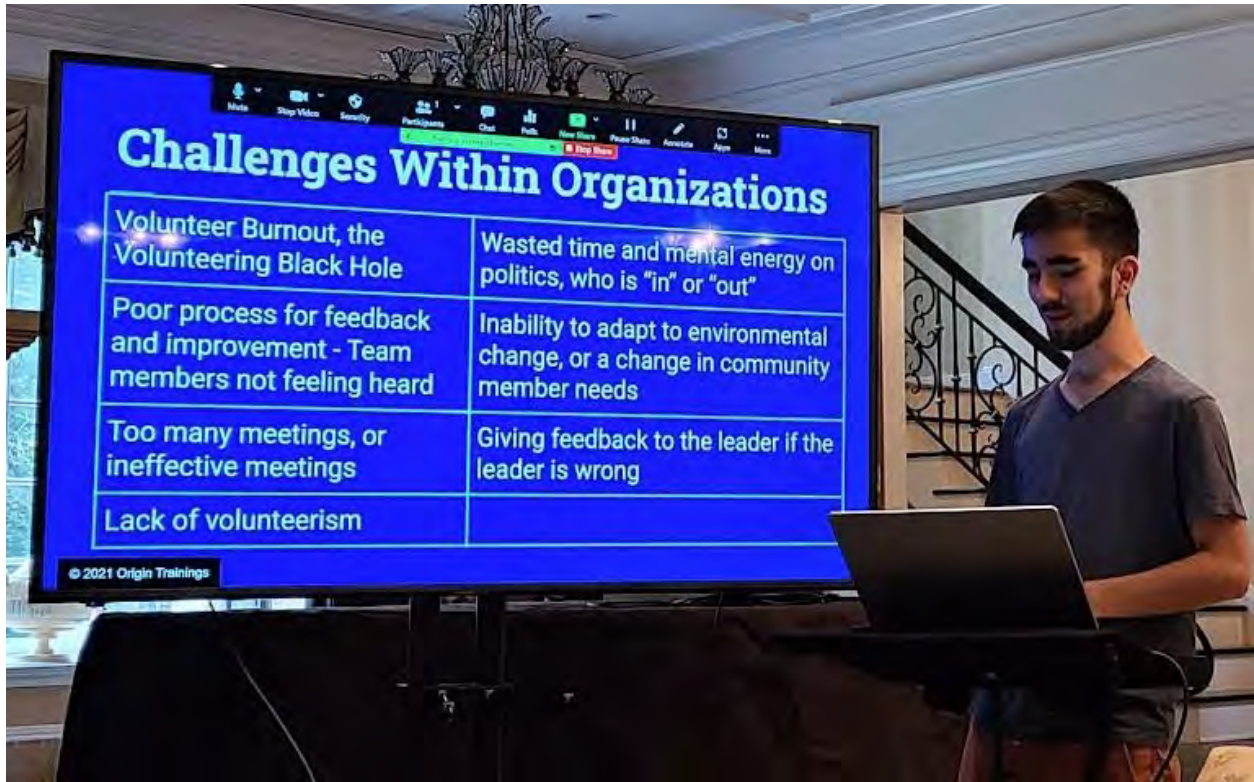 Mute
Stop Video
Security
Participants
1
Chat
Polls
New Share
Pause Share
Annotate
Apps
More
Stop Share
Challenges Within Organizations
Volunteer Burnout, the
Volunteering Black Hole
Wasted time and mental energy on
politics, who is “in” or “out”
Poor process for feedback
and improvement - Team
members not feeling heard
Inability to adapt to environmental
change, or a change in community
member needs
Too many meetings, or
ineffective meetings
Giving feedback to the leader if the
leader is wrong
Lack of volunteerism
© 2021 Origin Trainings